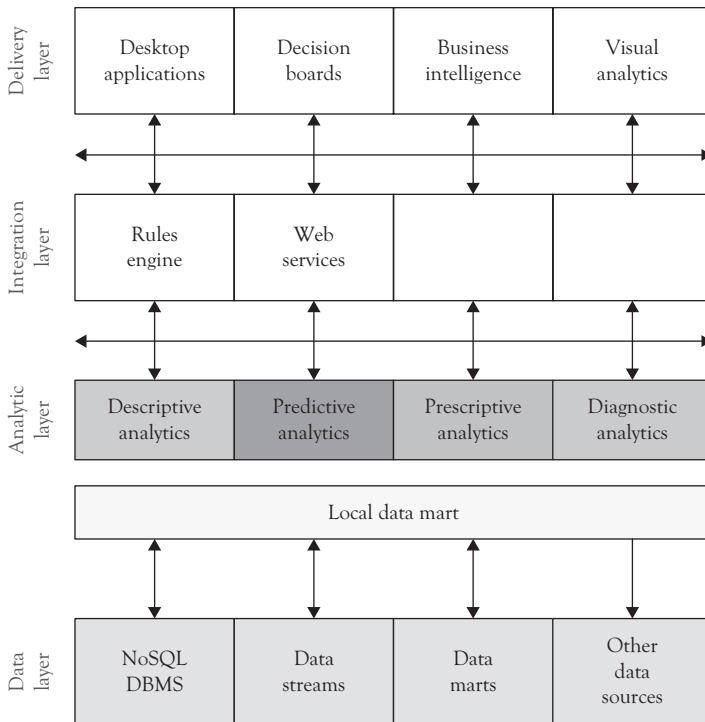 Delivery
layer
Desktop
applications
Decision
boards
Business
intelligence
Visual
analytics
Integration
layer
Rules
engine
Web
services
Analytic
layer
Descriptive
analytics
Predictive
analytics
Prescriptive
analytics
Diagnostic
analytics
Local data mart
Data
layer
NoSQL
DBMS
Data
streams
Data
marts
Other
data
sources